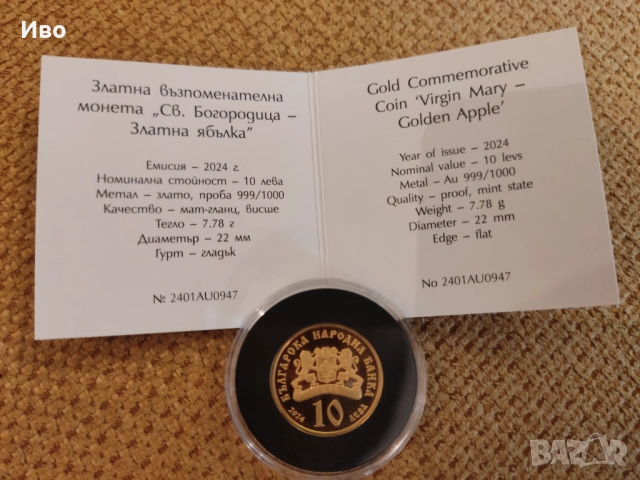 Иво
Златна възпоменателна
монета „Св. Богородица –
Златна ябълка”
Емисия – 2024 г.
Номинална стойност – 10 лева
Метал – злато, проба 999/1000
Качество – мат-гланц, висше
Тегло – 7.78 г
Диаметър – 22 мм
Гурт – гладък
№ 2401AU0947
Gold Commemorative
Coin ‘Virgin Mary –
Golden Apple’
Year of issue – 2024
Nominal value – 10 levs
Metal – Au 999/1000
Quality – proof, mint state
Weight – 7.78 g
Diameter – 22 mm
Edge – flat
No 2401AU0947
БЪЛГАРСКА НАРОДНА БАНКА
2024 10 ЛЕВА
BAZAR